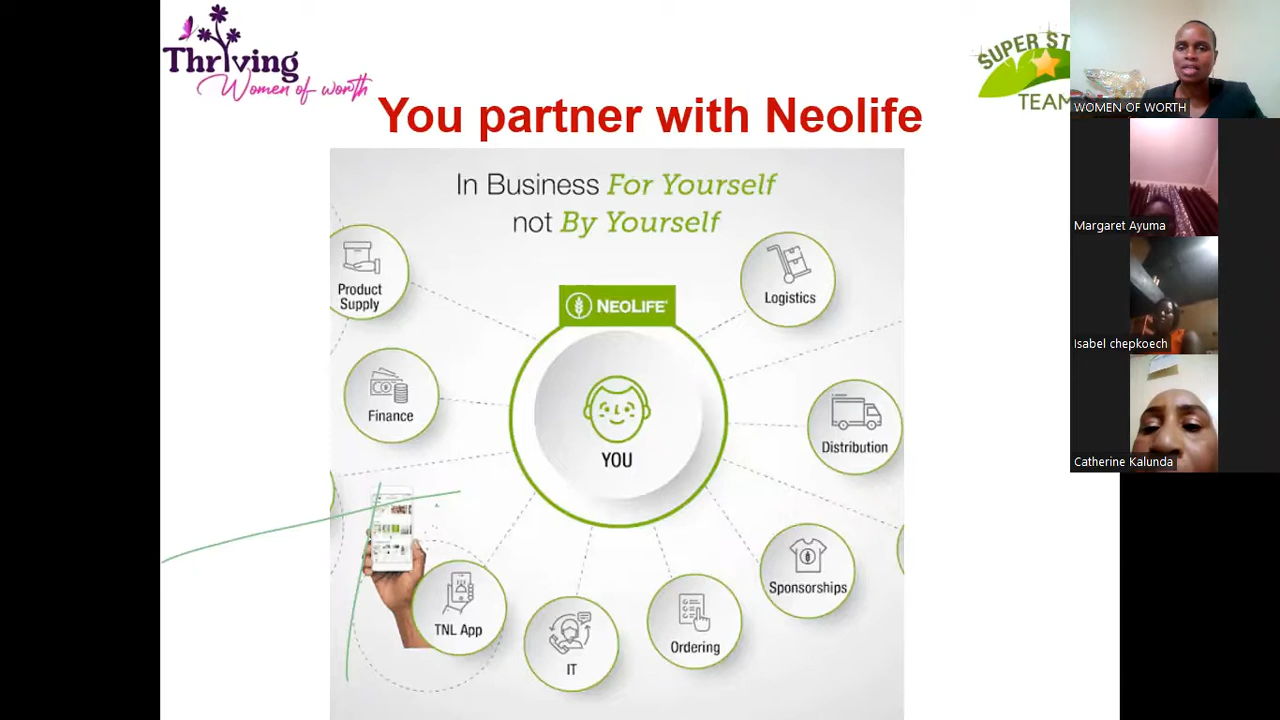 Thriving
Women of worth
SUPER ST
TEAM
You partner with Neolife
In Business For Yourself
not By Yourself
Product
Supply
Logistics
NEOLIFE
Finance
YOU
Distribution
TNL App
IT
Ordering
Sponsorships
WOMEN OF WORTH
Margaret Ayuma
Isabel chepkoech
Catherine Kalunda